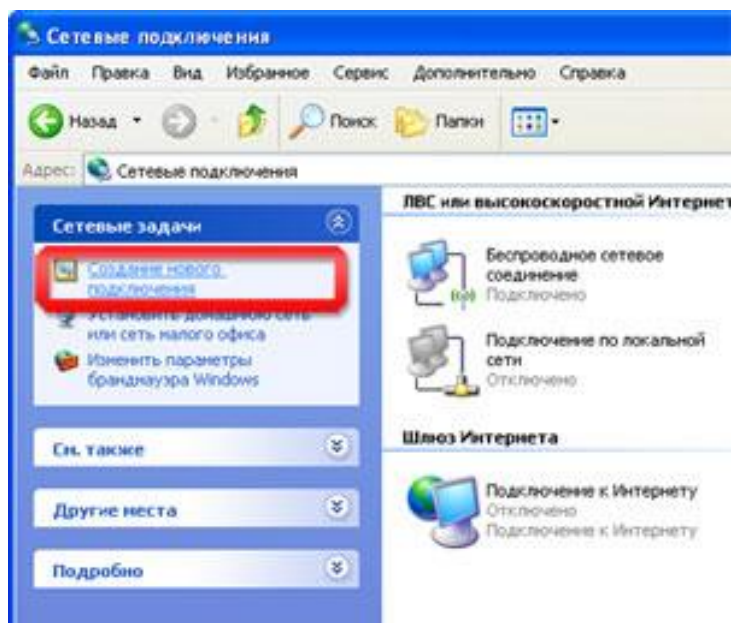 Сетевые подключения
Файл Правка Вид Избранное Сервис Дополнительно Справка
Назад Поиск Папки
Адрес: Сетевые подключения
Сетевые задачи
Создание нового
подключения
Установить домашнюю сеть
или сеть малого офиса
Изменить параметры
брандмауэра Windows
См. также
Другие места
Подробно
ЛВС или высокоскоростной Интернет
Беспроводное сетевое
соединение
Подключено
Подключение по локальной
сети
Отключено
Шлюз Интернета
Подключение к Интернету
Отключено
Подключение к Интернету